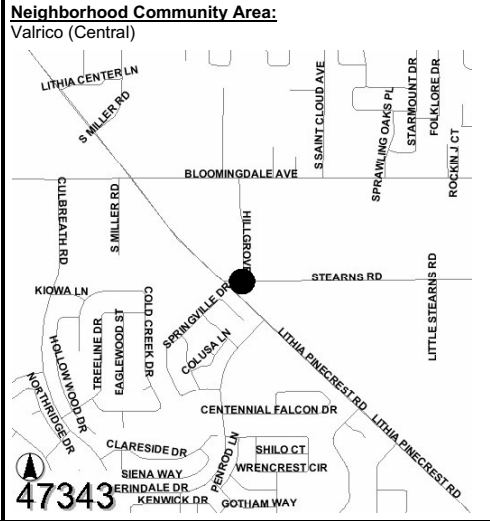 Neighborhood Community Area:
Valrico (Central)
LITHIA CENTER LN
S MILLER RD
S SAINT CLOUD AVE
SPRAWLING OAKS PL
STARMOUNT DR
FOLKLORE DR
ROCKIN J CT
BLOOMINGDALE AVE
CULBREATH RD
S MILLER RD
HILLGROVE
STEARNS RD
LITTLE STEARNS RD
KIOWA LN
COLD CREEK DR
SPRINGVILLE DR
COLUSA LN
TREELINE DR
EAGLEWOOD ST
HOLLOW WOOD DR
NORTHRIDGE DR
LITHIA PINECREST RD
CENTENNIAL FALCON DR
LITHIA PINECREST RD
CLARESIDE DR
PENROD LN
SHILO CT
WRENCREST CIR
SIENA WAY
ERINDALE DR
KENWICK DR
GOTHAM WAY
47343